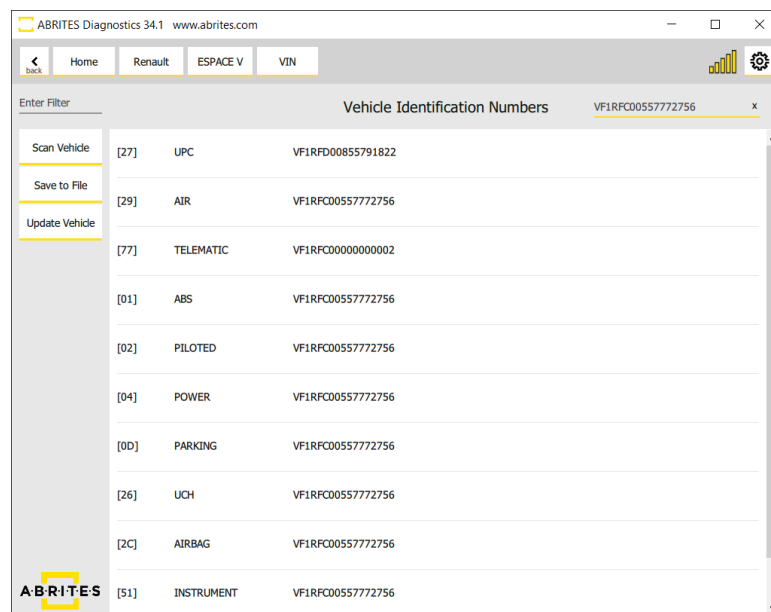 ABRITES Diagnostics 34.1 www.abrites.com
back Home Renault ESPACE V VIN
Enter Filter Vehicle Identification Numbers VF1RFC00557772756 x
Scan Vehicle
Save to File
Update Vehicle
[27] UPC VF1RFD00855791822
[29] AIR VF1RFC00557772756
[77] TELEMATIC VF1RFC00000000002
[01] ABS VF1RFC00557772756
[02] PILOTED VF1RFC00557772756
[04] POWER VF1RFC00557772756
[0D] PARKING VF1RFC00557772756
[26] UCH VF1RFC00557772756
[2C] AIRBAG VF1RFC00557772756
[51] INSTRUMENT VF1RFC00557772756
A·B·R·I·T·E·S